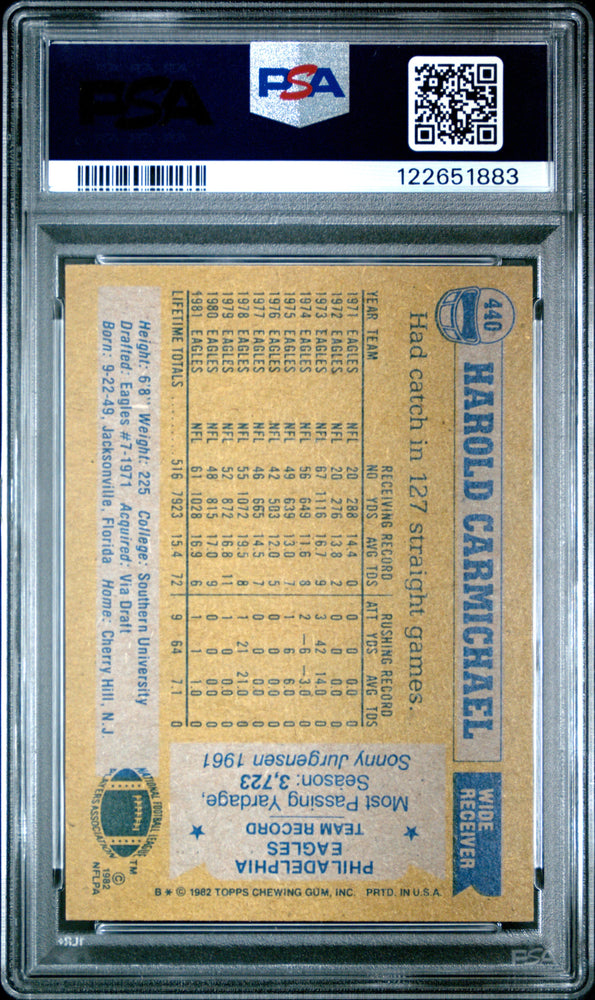 PSA
PSA
122651883
440
HAROLD CARMICHAEL
WIDE
RECEIVER
Had catch in 127 straight games.
RECEIVING RECORD RUSHING RECORD
YEAR TEAM NO YDS AVG TDS ATT YDS AVG TDS
1971 EAGLES NFL 20 288 14.4 0 0 0 0.0 0
1972 EAGLES NFL 20 276 13.8 2 0 0 0.0 0
1973 EAGLES NFL 67 1116 16.7 9 3 42 14.0 0
1974 EAGLES NFL 56 649 11.6 8 2 -6 -3.0 0
1975 EAGLES NFL 49 639 13.0 7 1 6 6.0 0
1976 EAGLES NFL 42 503 12.0 5 0 0 0.0 0
1977 EAGLES NFL 46 665 14.5 7 0 0 0.0 0
1978 EAGLES NFL 55 1072 19.5 8 1 21 21.0 0
1979 EAGLES NFL 52 872 16.8 11 0 0 0.0 0
1980 EAGLES NFL 48 815 17.0 9 0 0 0.0 0
1981 EAGLES NFL 61 1028 16.9 6 1 1 1.0 0
LIFETIME TOTALS ........ 516 7923 15.4 72 9 64 7.1 0
Height: 6'8" Weight: 225 College: Southern University
Drafted: Eagles #7-1971 Acquired: Via Draft
Born: 9-22-49, Jacksonville, Florida Home: Cherry Hill, N.J.
PHILADELPHIA
EAGLES
TEAM RECORD
Most Passing Yardage,
Season: 3,723
Sonny Jurgensen 1961
NATIONAL FOOTBALL LEAGUE
PLAYERS ASSOCIATION
TM
©
1982
NFLPA
B * © 1982 TOPPS CHEWING GUM, INC. PRTD. IN U.S.A.
PSA